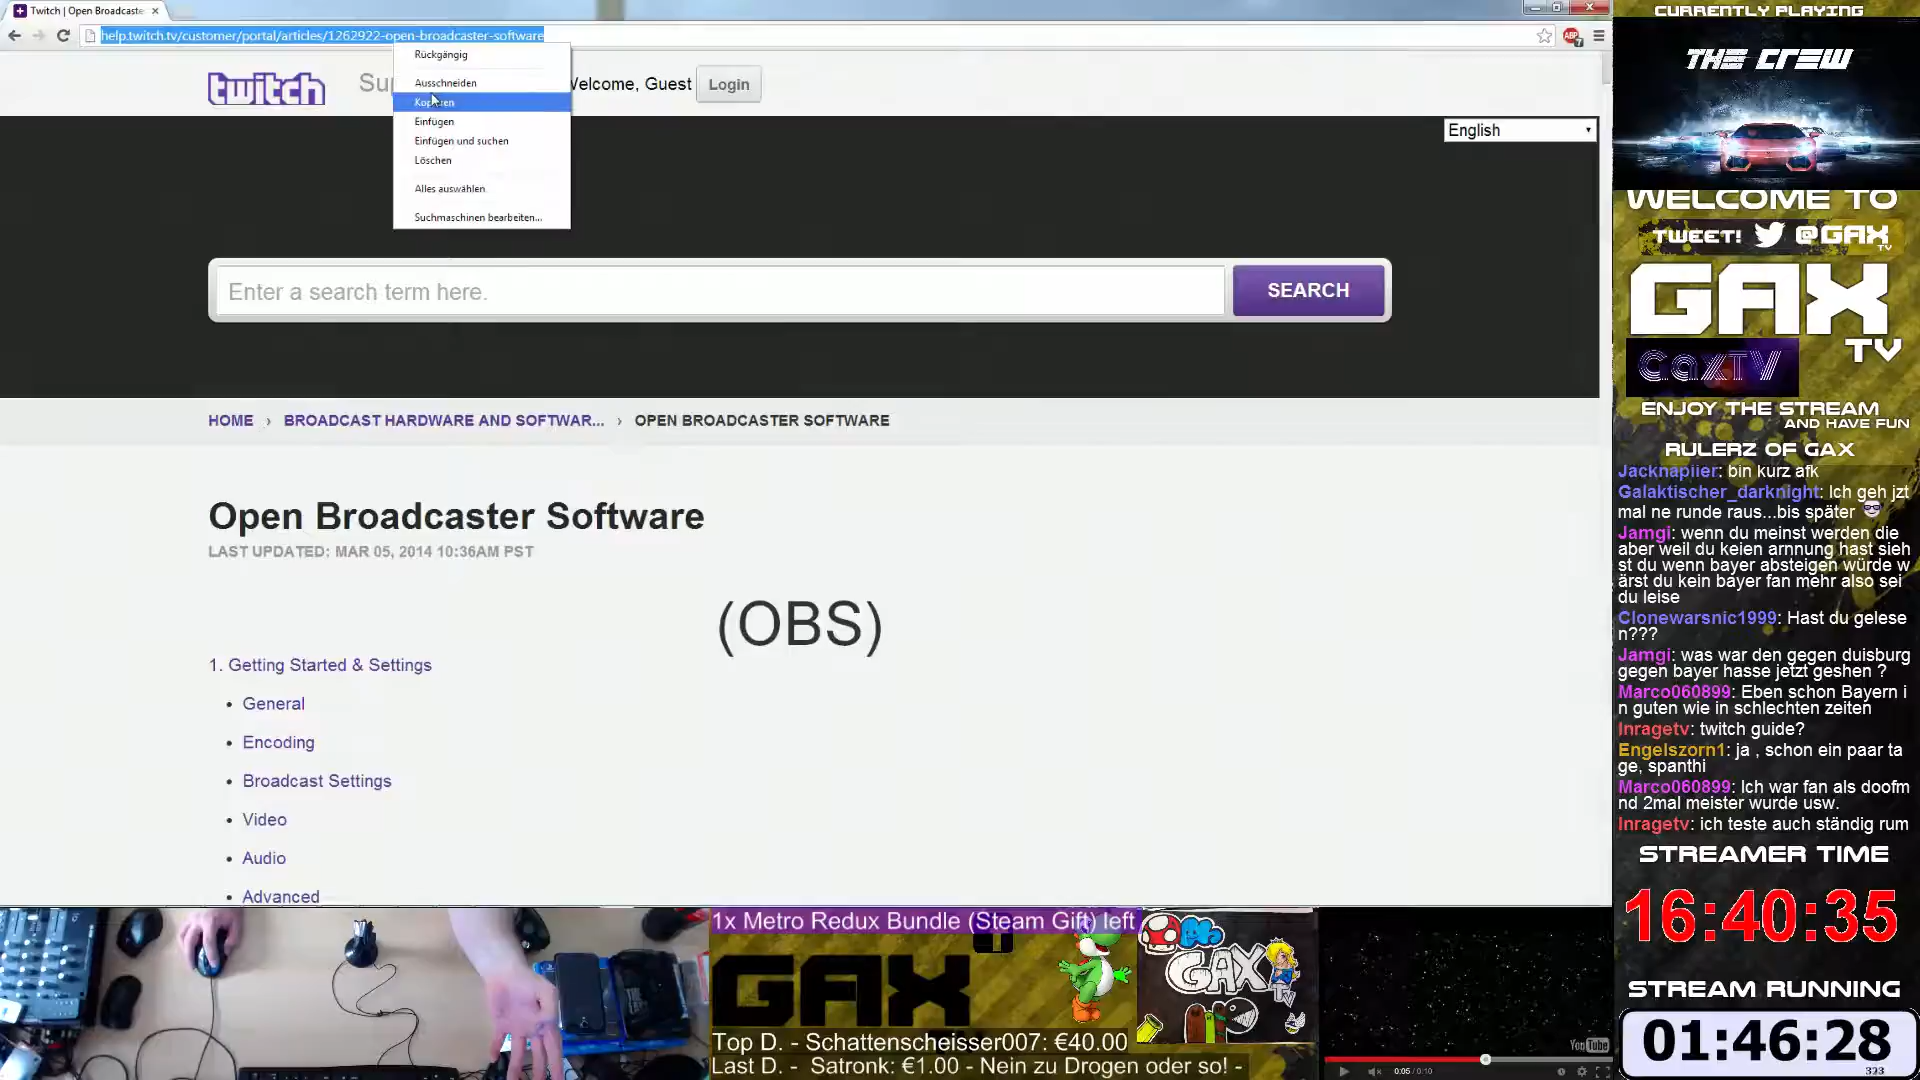 Twitch | Open Broadcaste
help.twitch.tv/customer/portal/articles/1262922-open-broadcaster-software
Rückgängig
Ausschneiden
Kopieren
Einfügen
Einfügen und suchen
Löschen
Alles auswählen
Suchmaschinen bearbeiten...
twitch
Welcome, Guest
Login
English
Enter a search term here.
SEARCH
HOME › BROADCAST HARDWARE AND SOFTWAR... › OPEN BROADCASTER SOFTWARE
Open Broadcaster Software
LAST UPDATED: MAR 05, 2014 10:36AM PST
(OBS)
1. Getting Started & Settings
General
Encoding
Broadcast Settings
Video
Audio
Advanced
CURRENTLY PLAYING
THE CREW
WELCOME TO
TWEET! @GAX TV
GAX
TV
GaxTV
ENJOY THE STREAM
AND HAVE FUN
RULERZ OF GAX
Jacknapiier: bin kurz afk
Galaktischer_darknight: Ich geh jzt
mal ne runde raus...bis später
Jamgi: wenn du meinst werden die
aber weil du keien arnnung hast sieh
st du wenn bayer absteigen würde w
ärst du kein bayer fan mehr also sei
du leise
Clonewarsnic1999: Hast du gelese
n???
Jamgi: was war den gegen duisburg
gegen bayer hasse jetzt geshen ?
Marco060899: Eben schon Bayern i
n guten wie in schlechten zeiten
Inragetv: twitch guide?
Engelszorn1: ja , schon ein paar ta
ge, spanthi
Marco060899: Ich war fan als doofm
nd 2mal meister wurde usw.
Inragetv: ich teste auch ständig rum
STREAMER TIME
16:40:35
STREAM RUNNING
01:46:28
323
1x Metro Redux Bundle (Steam Gift) left
GAX
Top D. - Schattenscheisser007: €40.00
Last D. - Satronk: €1.00 - Nein zu Drogen oder so! -
GAX
TV
YouTube
0:05 / 0:10